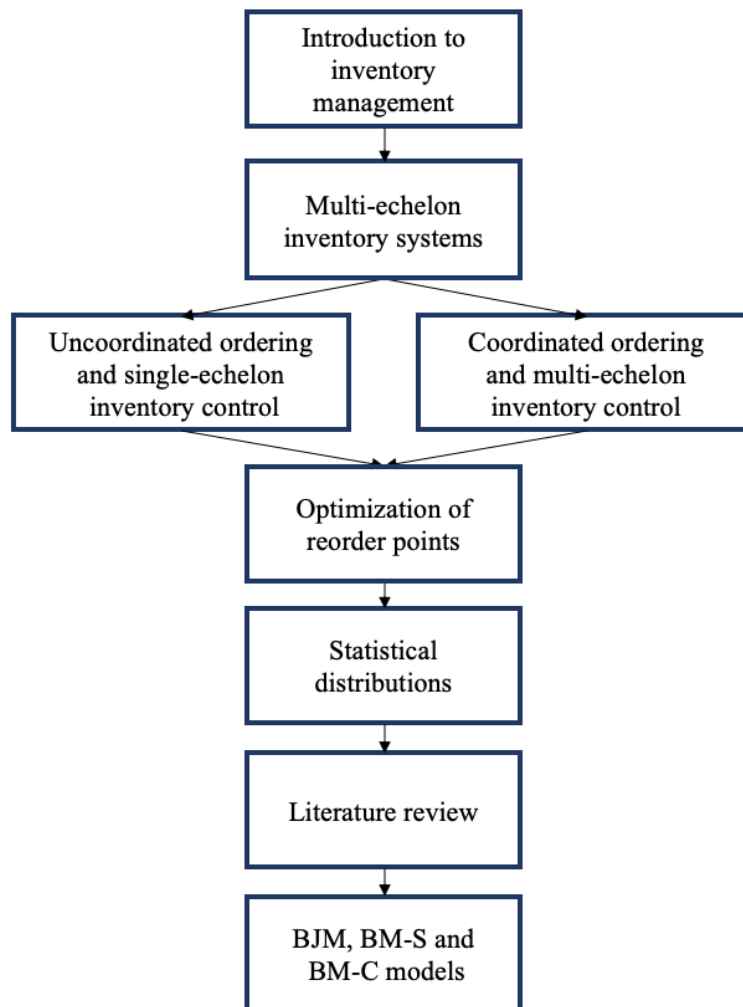 Introduction to
inventory
management
Multi-echelon
inventory systems
Uncoordinated ordering
and single-echelon
inventory control
Coordinated ordering
and multi-echelon
inventory control
Optimization of
reorder points
Statistical
distributions
Literature review
BJM, BM-S and
BM-C models